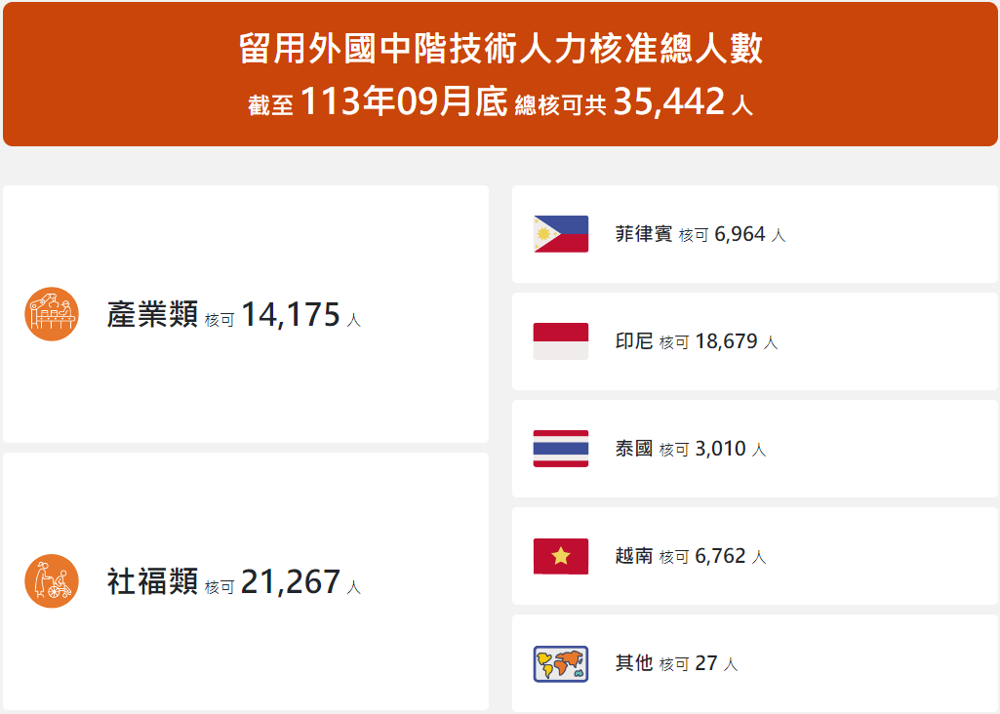 留用外國中階技術人力核准總人數
截至 113年09月底 總核可共 35,442 人
產業類 核可 14,175 人
社福類 核可 21,267 人
菲律賓 核可 6,964 人
印尼 核可 18,679 人
泰國 核可 3,010 人
越南 核可 6,762 人
其他 核可 27 人